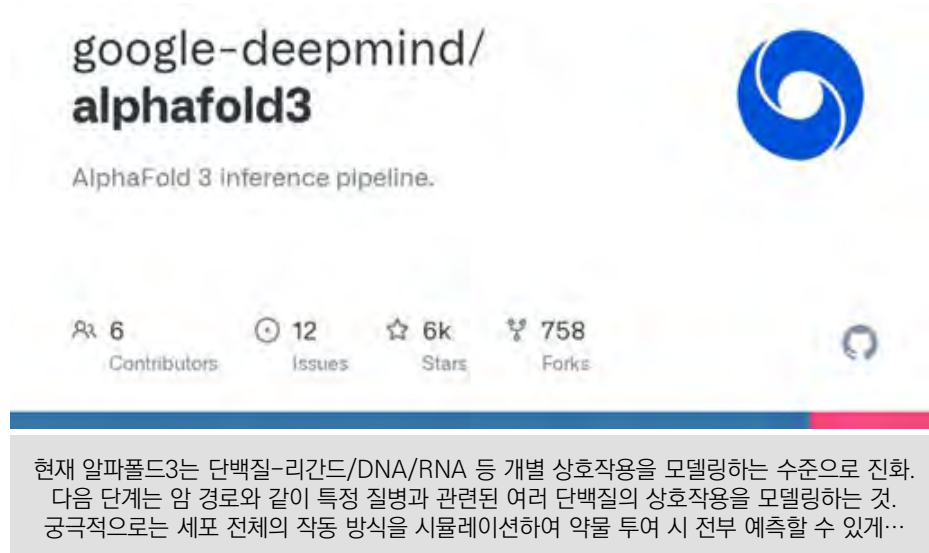 google-deepmind/
alphafold3
AlphaFold 3 inference pipeline.
6 12 6k 758
Contributors Issues Stars Forks
현재 알파폴드3는 단백질-리간드/DNA/RNA 등 개별 상호작용을 모델링하는 수준으로 진화.
다음 단계는 암 경로와 같이 특정 질병과 관련된 여러 단백질의 상호작용을 모델링하는 것.
궁극적으로는 세포 전체의 작동 방식을 시뮬레이션하여 약물 투여 시 전부 예측할 수 있게…